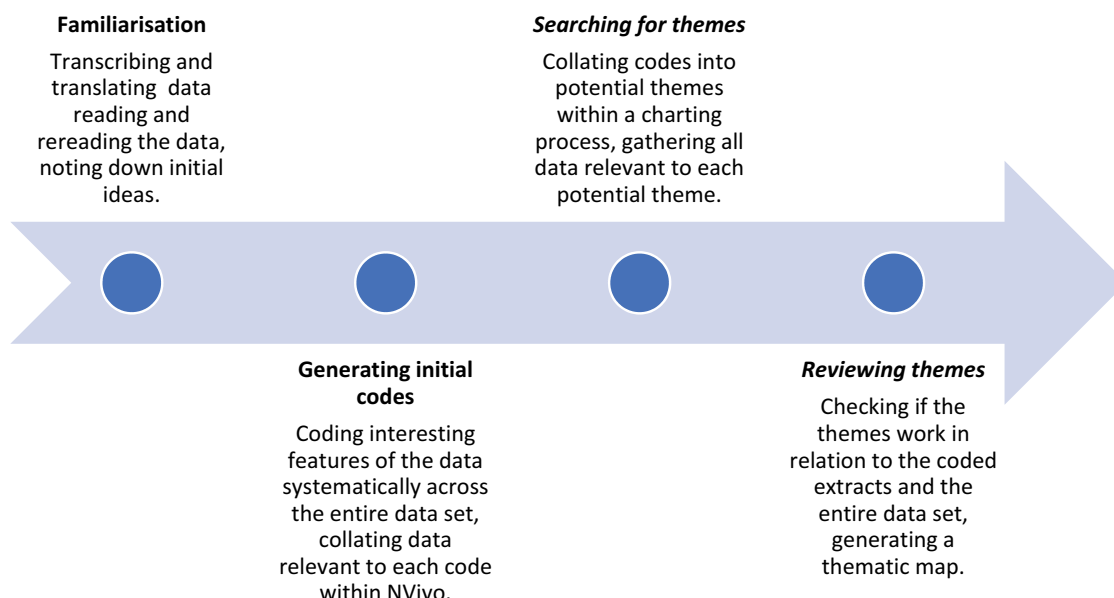 Familiarisation
Transcribing and
translating  data
reading and
rereading the data,
noting down initial
ideas.
Generating initial
codes
Coding interesting
features of the data
systematically across
the entire data set,
collating data
relevant to each code
within NVivo.
Searching for themes
Collating codes into
potential themes
within a charting
process, gathering all
data relevant to each
potential theme.
Reviewing themes
Checking if the
themes work in
relation to the coded
extracts and the
entire data set,
generating a
thematic map.